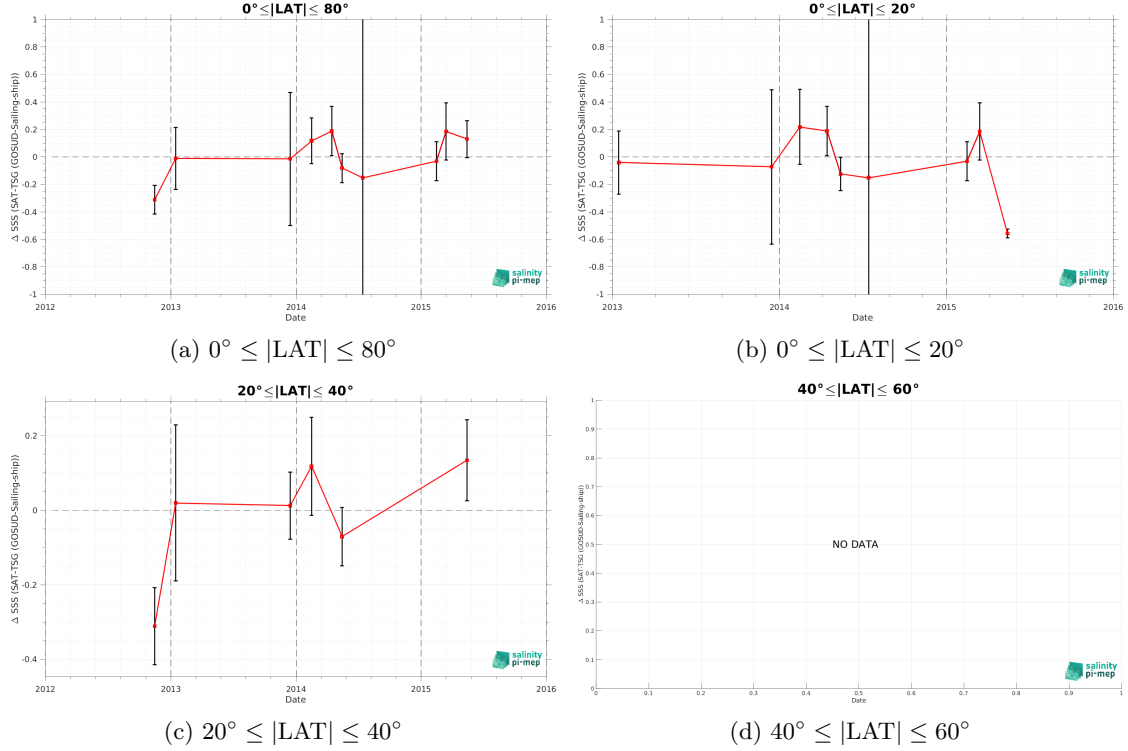 0°≤|LAT|≤ 80°
Δ SSS (SAT-TSG (GOSUD-Sailing-ship))
1
0.8
0.6
0.4
0.2
0
-0.2
-0.4
-0.6
-0.8
-1
2012
2013
2014
2015
2016
Date
salinity
pi-mep
(a) 0° ≤ |LAT| ≤ 80°
0°≤|LAT|≤ 20°
Δ SSS (SAT-TSG (GOSUD-Sailing-ship))
1
0.8
0.6
0.4
0.2
0
-0.2
-0.4
-0.6
-0.8
-1
2013
2014
2015
2016
Date
salinity
pi-mep
(b) 0° ≤ |LAT| ≤ 20°
20°≤|LAT|≤ 40°
Δ SSS (SAT-TSG (GOSUD-Sailing-ship))
0.2
0
-0.2
-0.4
2012
2013
2014
2015
2016
Date
salinity
pi-mep
(c) 20° ≤ |LAT| ≤ 40°
40°≤|LAT|≤ 60°
Δ SSS (SAT-TSG (GOSUD-Sailing-ship))
1
0.9
0.8
0.7
0.6
0.5
0.4
0.3
0.2
0.1
0
NO DATA
0
0.1
0.2
0.3
0.4
0.5
0.6
0.7
0.8
0.9
1
Date
salinity
pi-mep
(d) 40° ≤ |LAT| ≤ 60°